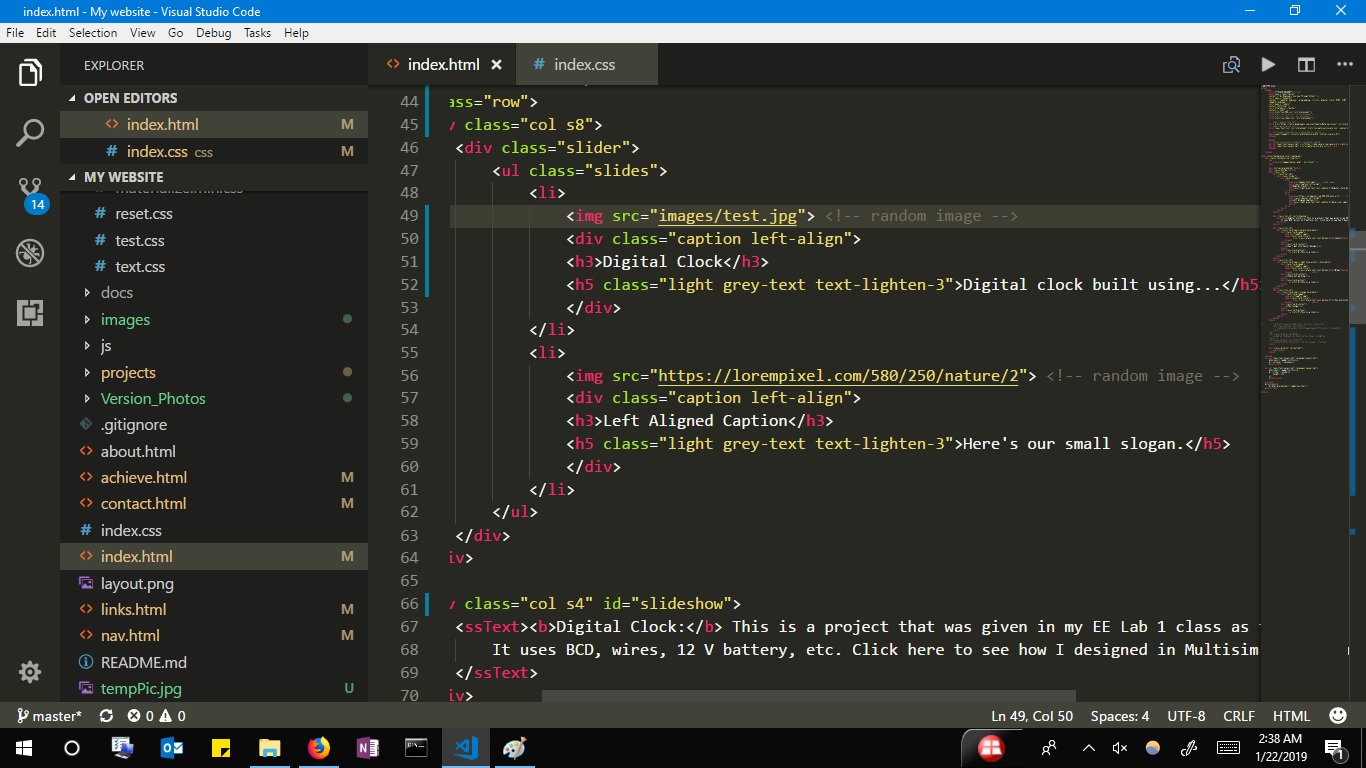 index.html - My website - Visual Studio Code
File Edit Selection View Go Debug Tasks Help
EXPLORER
OPEN EDITORS
index.html M
index.css css M
MY WEBSITE
14
reset.css
test.css
text.css
docs
images
js
projects
Version_Photos
.gitignore
about.html
achieve.html M
contact.html M
index.css
index.html M
layout.png
links.html M
nav.html M
README.md
tempPic.jpg U
index.html
index.css
44 ass="row">
45 class="col s8">
46 <div class="slider">
47 <ul class="slides">
48 <li>
49 <img src="images/test.jpg"> <!-- random image -->
50 <div class="caption left-align">
51 <h3>Digital Clock</h3>
52 <h5 class="light grey-text text-lighten-3">Digital clock built using...</h5
53 </div>
54 </li>
55 <li>
56 <img src="https://lorempixel.com/580/250/nature/2"> <!-- random image -->
57 <div class="caption left-align">
58 <h3>Left Aligned Caption</h3>
59 <h5 class="light grey-text text-lighten-3">Here's our small slogan.</h5>
60 </div>
61 </li>
62 </ul>
63 </div>
64 iv>
65
66 class="col s4" id="slideshow">
67 <ssText><b>Digital Clock:</b> This is a project that was given in my EE Lab 1 class as
68 It uses BCD, wires, 12 V battery, etc. Click here to see how I designed in Multisim
69 </ssText>
70 iv>
master* 0 0 Ln 49, Col 50 Spaces: 4 UTF-8 CRLF HTML
2:38 AM
1/22/2019
1